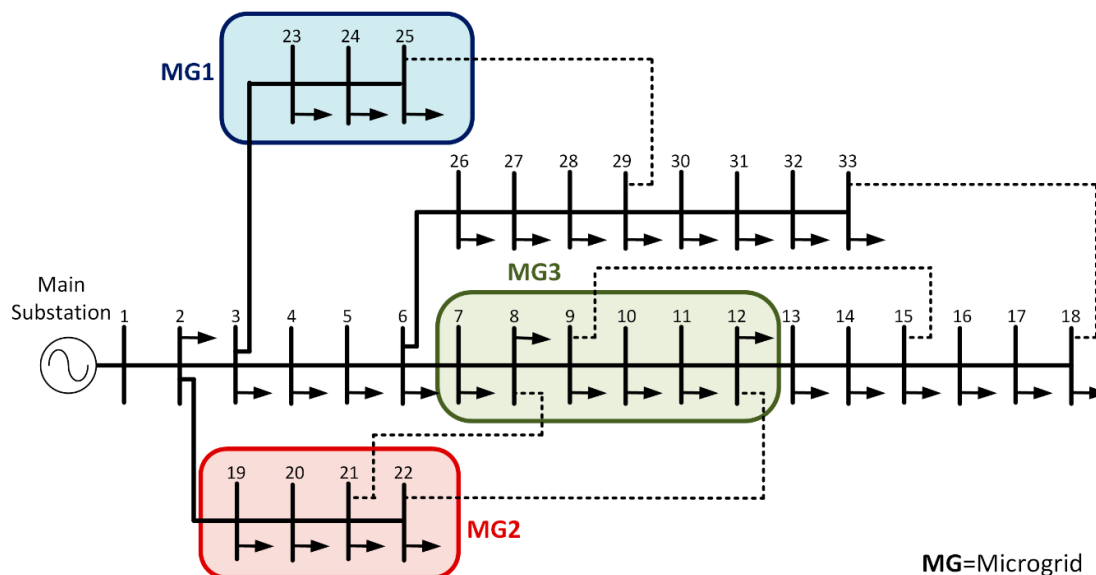 23 24 25
MG1
26 27 28 29 30 31 32 33
MG3
Main
Substation
1 2 3 4 5 6 7 8 9 10 11 12 13 14 15 16 17 18
19 20 21 22
MG2
MG=Microgrid